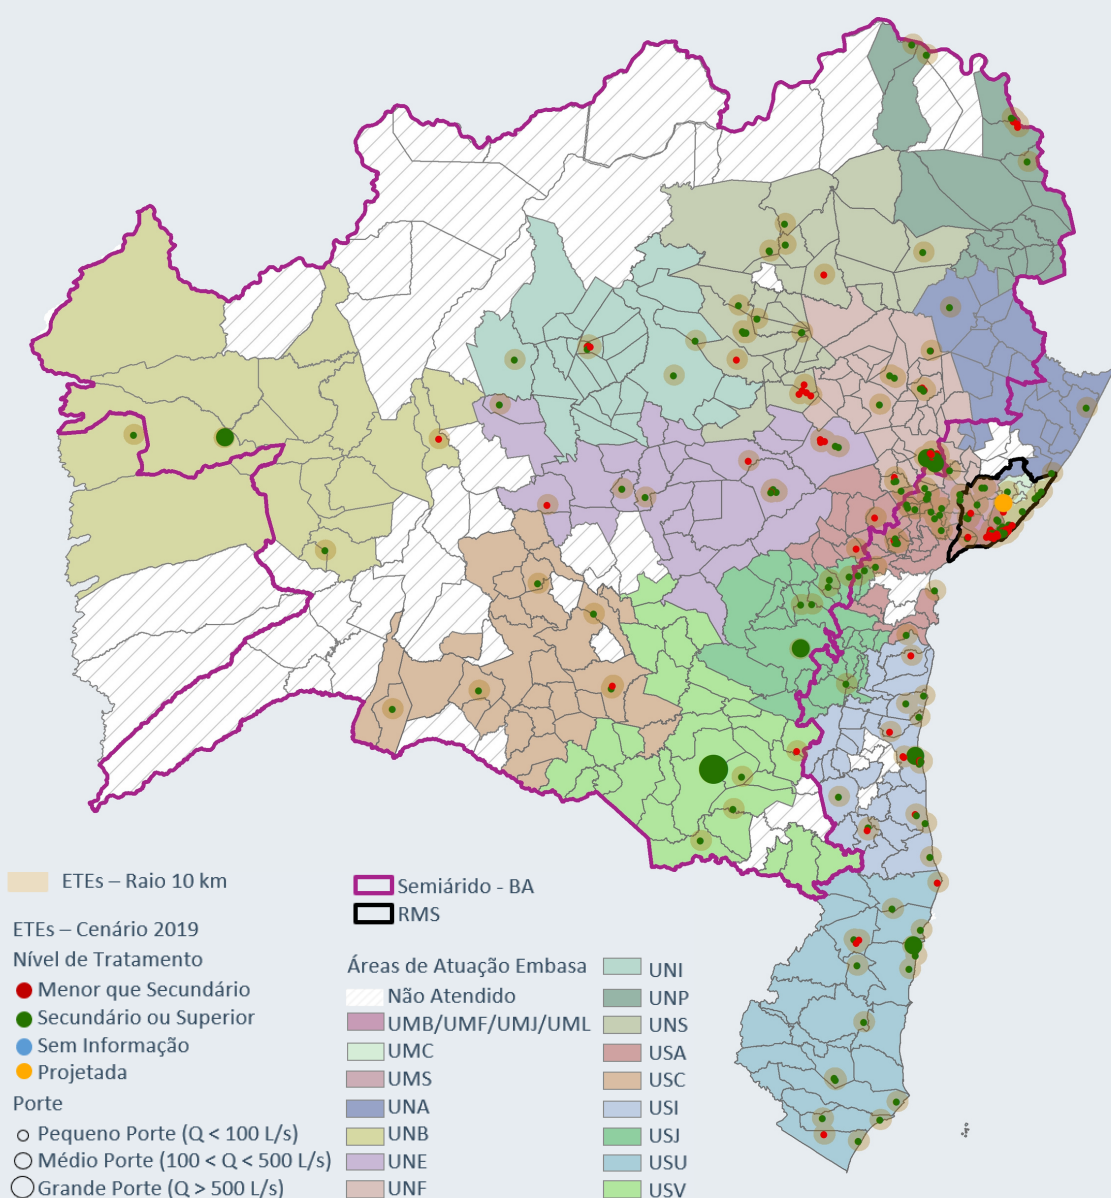 ETEs – Raio 10 km
ETEs – Cenário 2019
Nível de Tratamento
Menor que Secundário
Secundário ou Superior
Sem Informação
Projetada
Porte
Pequeno Porte (Q < 100 L/s)
Médio Porte (100 < Q < 500 L/s)
Grande Porte (Q > 500 L/s)
Semiárido - BA
RMS
Áreas de Atuação Embasa
Não Atendido
UMB/UMF/UMJ/UML
UMC
UMS
UNA
UNB
UNE
UNF
UNI
UNP
UNS
USA
USC
USI
USJ
USU
USV